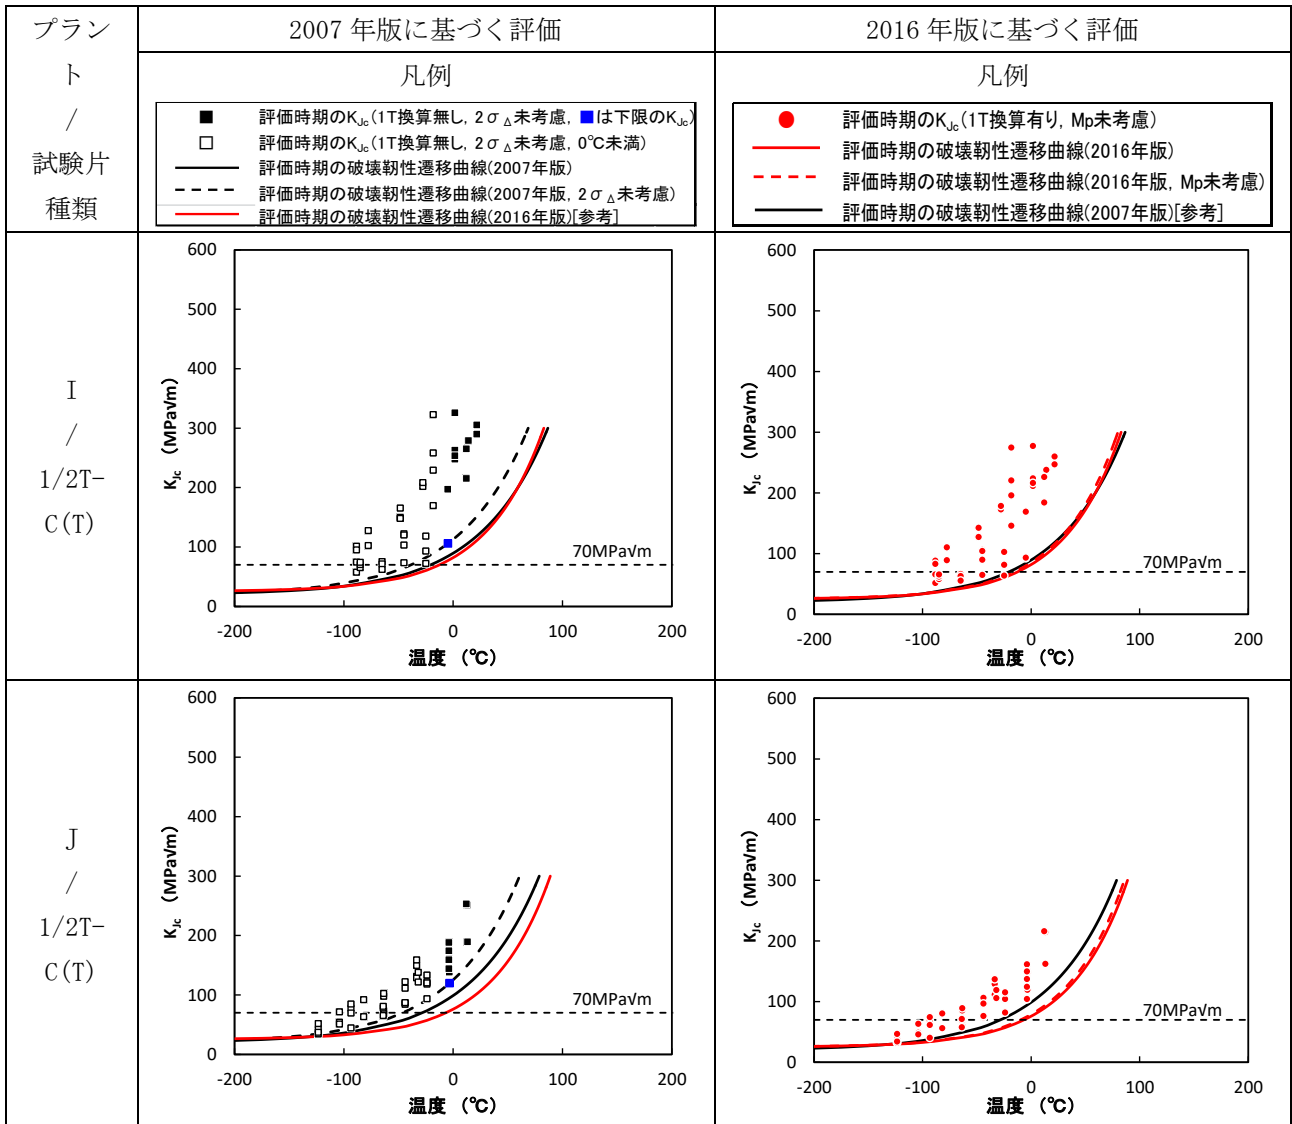 プラン
ト
/
試験片
種類
2007 年版に基づく評価
2016 年版に基づく評価
凡例
評価時期のKJc(1T換算無し, 2σΔ未考慮, ■は下限のKJc)
評価時期のKJc(1T換算無し, 2σΔ未考慮, 0℃未満)
評価時期の破壊靭性遷移曲線(2007年版)
評価時期の破壊靭性遷移曲線(2007年版, 2σΔ未考慮)
評価時期の破壊靭性遷移曲線(2016年版)[参考]
凡例
評価時期のKJc(1T換算有り, Mp未考慮)
評価時期の破壊靭性遷移曲線(2016年版)
評価時期の破壊靭性遷移曲線(2016年版, Mp未考慮)
評価時期の破壊靭性遷移曲線(2007年版)[参考]
I
/
1/2T-
C(T)
KJc (MPa√m)
600
500
400
300
200
100
0
70MPa√m
-200 -100 0 100 200
温度 (℃)
KJc (MPa√m)
600
500
400
300
200
100
0
70MPa√m
-200 -100 0 100 200
温度 (℃)
J
/
1/2T-
C(T)
KJc (MPa√m)
600
500
400
300
200
100
0
70MPa√m
-200 -100 0 100 200
温度 (℃)
KJc (MPa√m)
600
500
400
300
200
100
0
70MPa√m
-200 -100 0 100 200
温度 (℃)